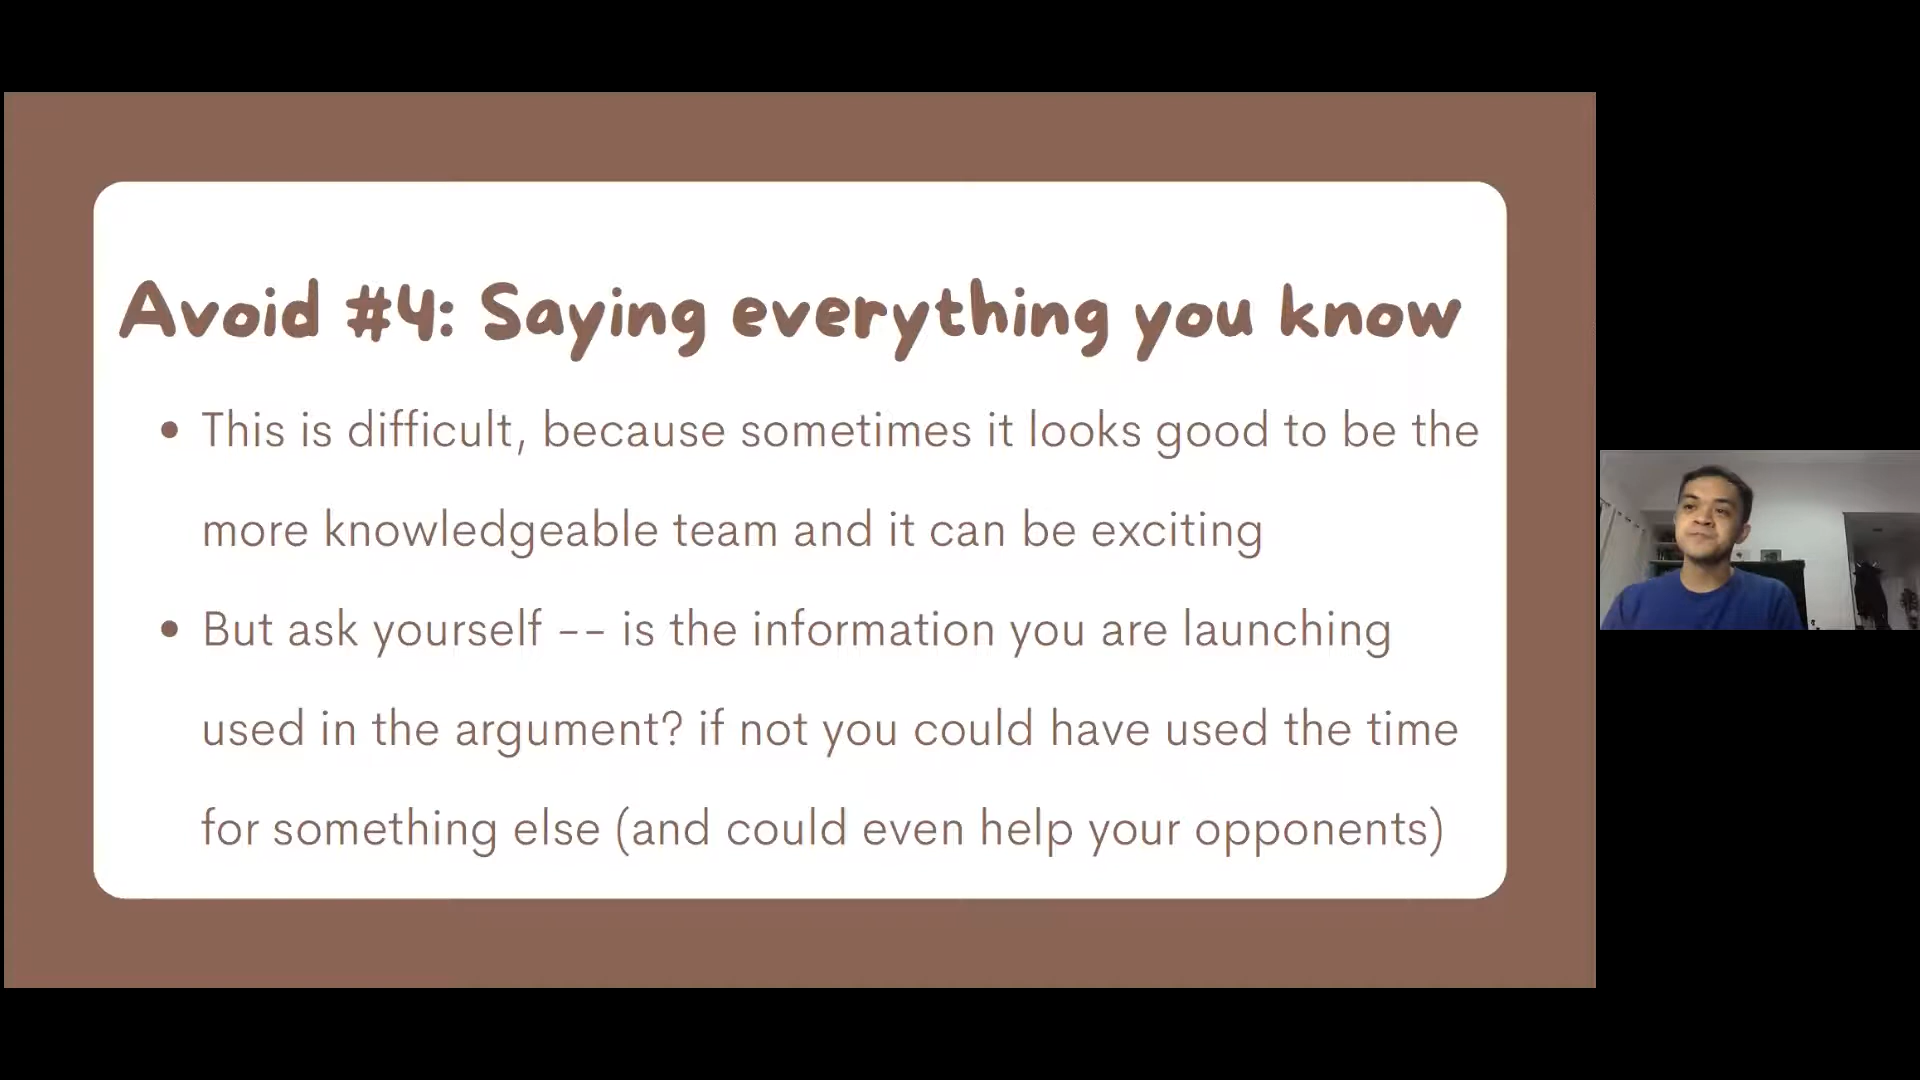 Avoid #4: Saying everything you know
• This is difficult, because sometimes it looks good to be the
more knowledgeable team and it can be exciting
• But ask yourself -- is the information you are launching
used in the argument? if not you could have used the time
for something else (and could even help your opponents)